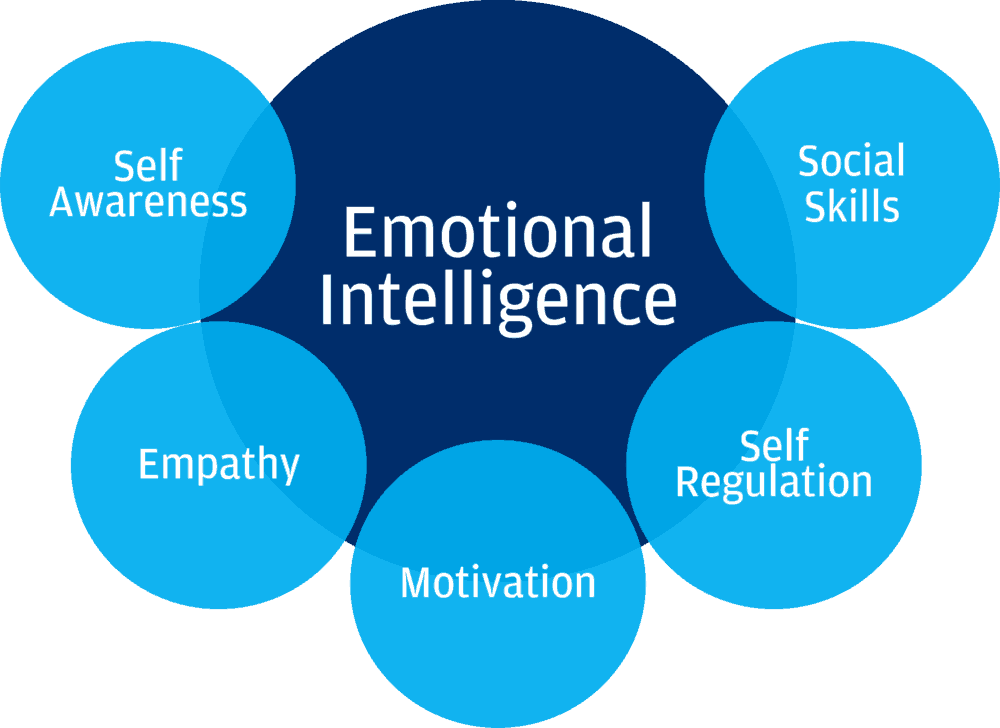 Self
Awareness
Social
Skills
Emotional
Intelligence
Empathy
Self
Regulation
Motivation